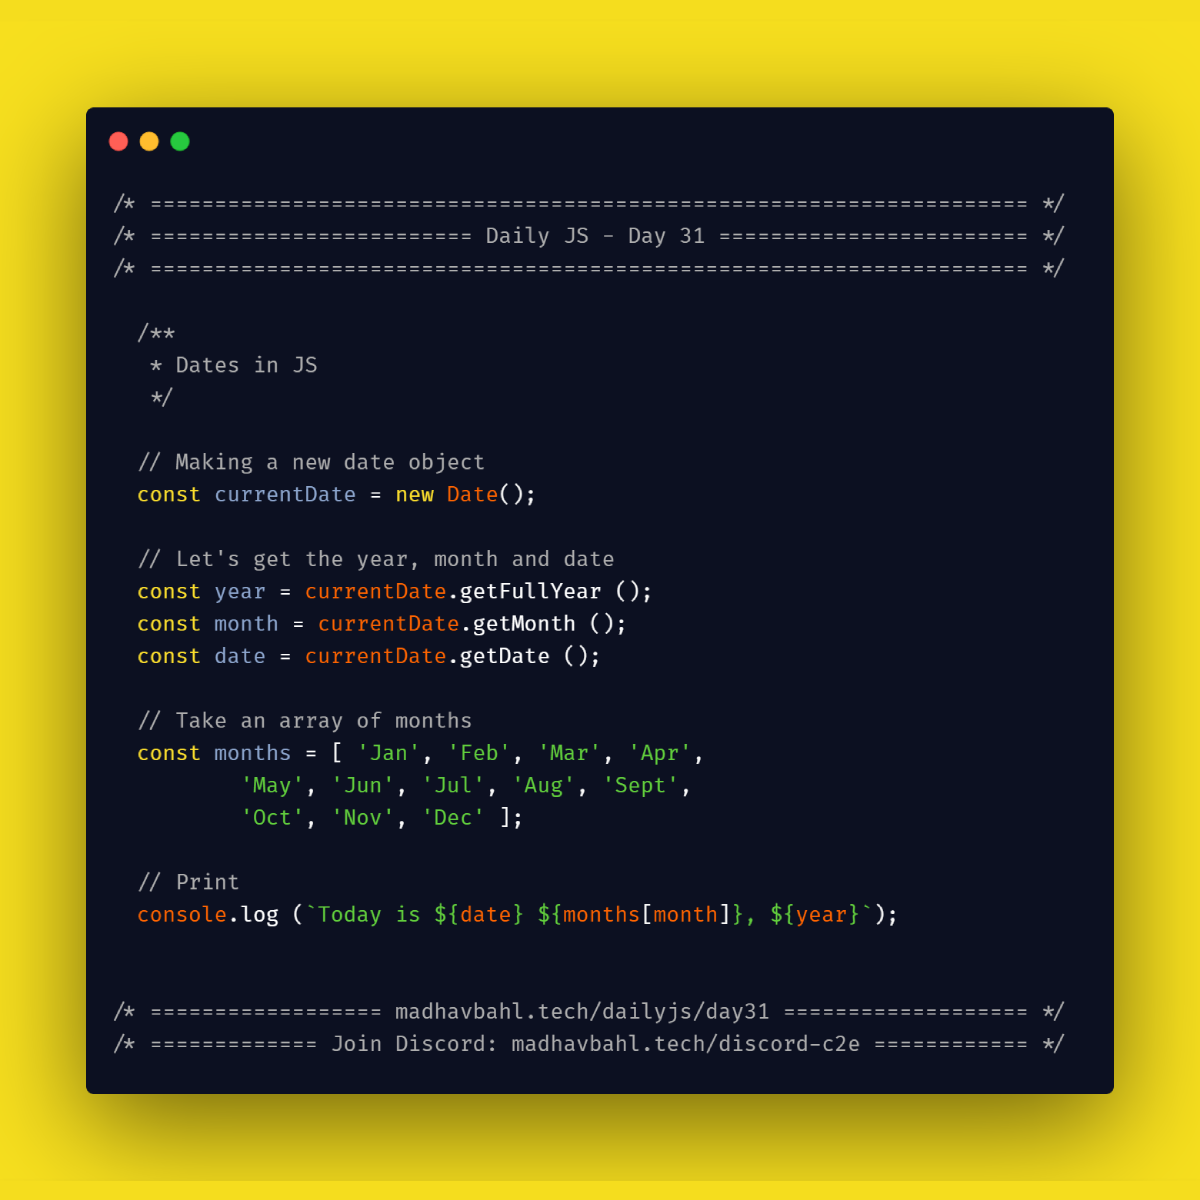 /* ==================================================================== */
/* ========================= Daily JS - Day 31 ======================== */
/* ==================================================================== */
/**
* Dates in JS
*/
// Making a new date object
const currentDate = new Date();
// Let's get the year, month and date
const year = currentDate.getFullYear ();
const month = currentDate.getMonth ();
const date = currentDate.getDate ();
// Take an array of months
const months = [ 'Jan', 'Feb', 'Mar', 'Apr',
'May', 'Jun', 'Jul', 'Aug', 'Sept',
'Oct', 'Nov', 'Dec' ];
// Print
console.log (`Today is ${date} ${months[month]}, ${year}`);
/* ================== madhavbahl.tech/dailyjs/day31 =================== */
/* ============= Join Discord: madhavbahl.tech/discord-c2e ============ */